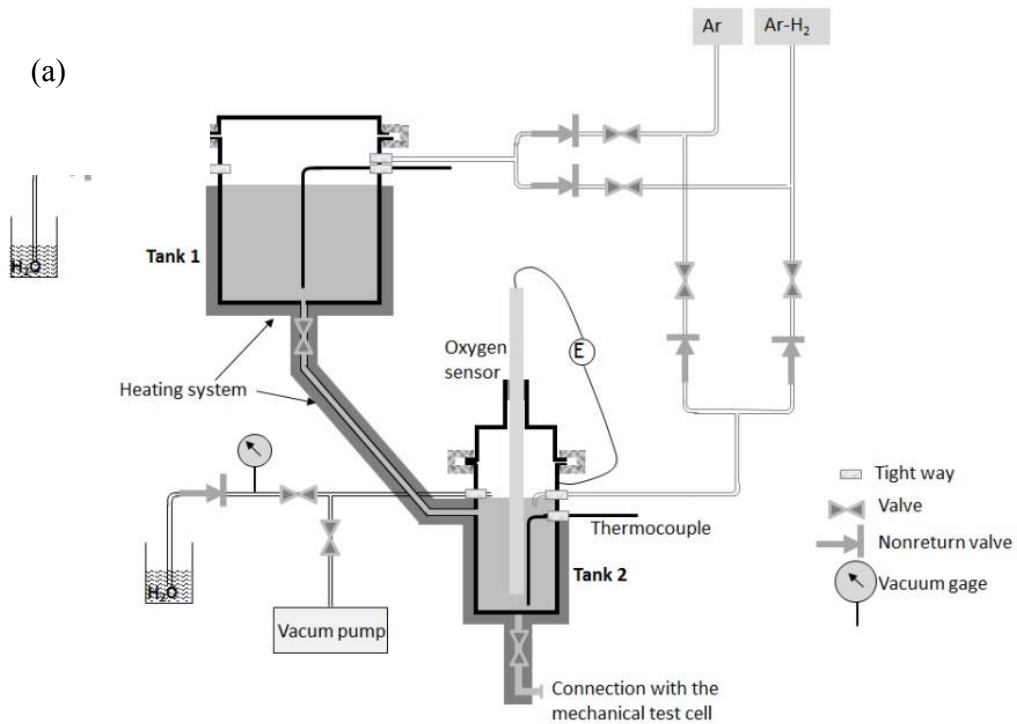 (a)
Ar
Ar-H₂
H₂O
Tank 1
Oxygen
sensor
E
Heating system
Tight way
Valve
Nonreturn valve
Vacuum gage
Thermocouple
Tank 2
H₂O
Vacum pump
Connection with the
mechanical test cell